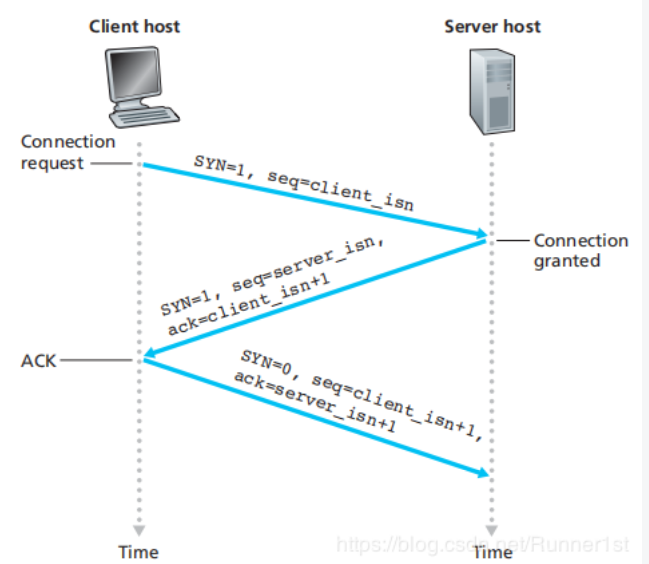 Client host
Server host
Connection
request
SYN=1, seq=client_isn
Connection
granted
SYN=1, seq=server_isn,
ack=client_isn+1
ACK
SYN=0, seq=client_isn+1,
ack=server_isn+1
https://blog.csdn.net/Runner1st
Time
Time